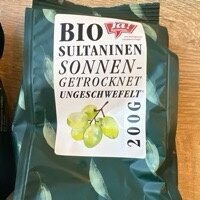 BIO
SULTANINEN
SONNEN-
GETROCKNET
UNGESCHWEFELT
200G